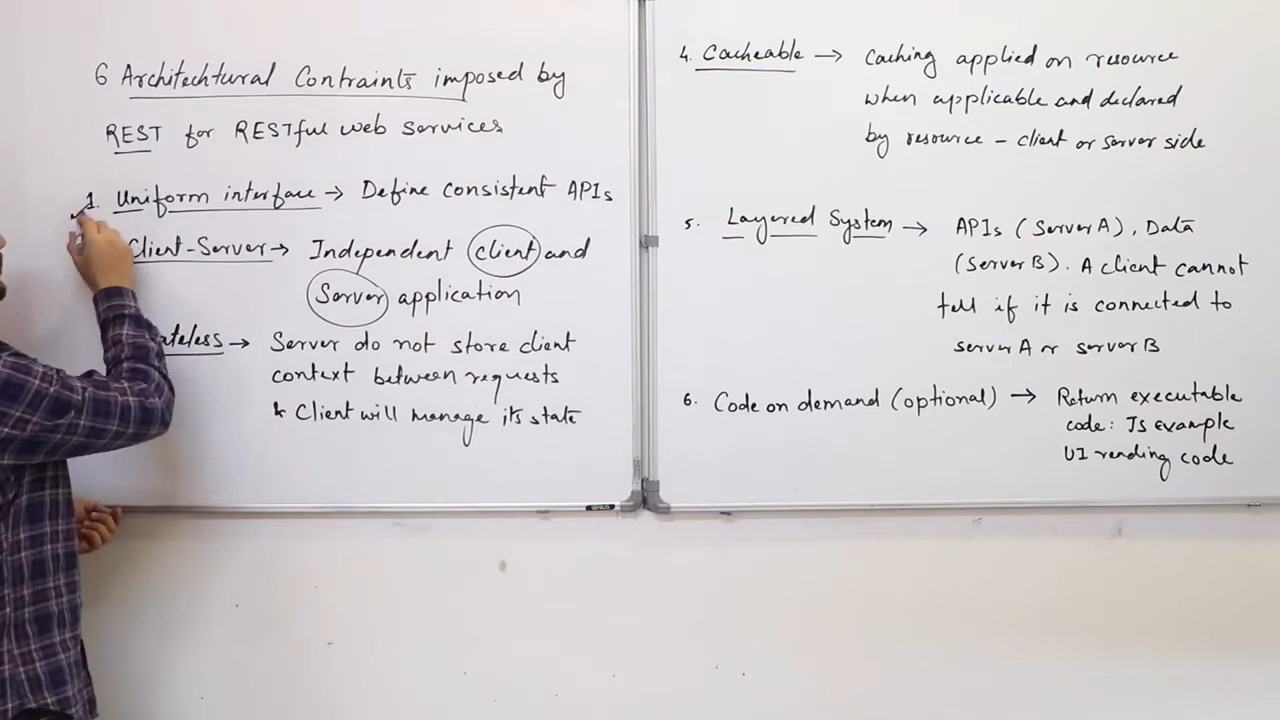 6 Architechtural Contraints imposed by
REST for RESTful web services
1. Uniform interface → Define consistent APIs
Client-Server → Independent client and
Server application
ateless → Server do not store client
context between requests
& Client will manage its state
GENIUS
4. Cacheable → Caching applied on resource
when applicable and declared
by resource - client or server side
5. Layered System → APIs (Server A), Data
(Server B). A client cannot
tell if it is connected to
server A or server B
6. Code on demand (optional) → Return executable
code: Js example
UI rending code